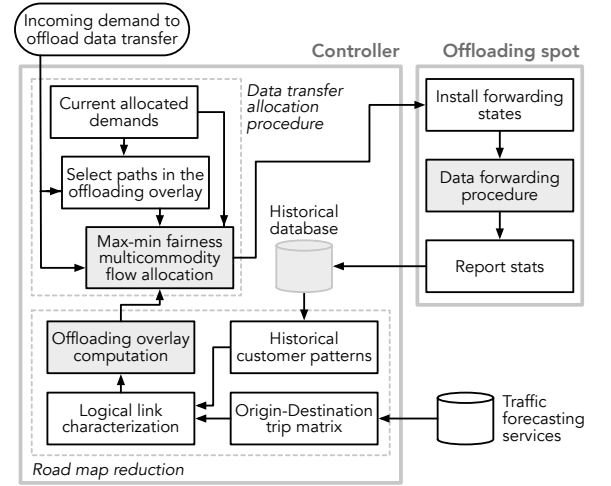 Incoming demand to
offload data transfer
Controller
Offloading spot
Data transfer
allocation
procedure
Current allocated
demands
Select paths in the
offloading overlay
Max-min fairness
multicommodity
flow allocation
Install forwarding
states
Data forwarding
procedure
Report stats
Historical
database
Offloading overlay
computation
Historical
customer patterns
Logical link
characterization
Origin-Destination
trip matrix
Traffic
forecasting
services
Road map reduction